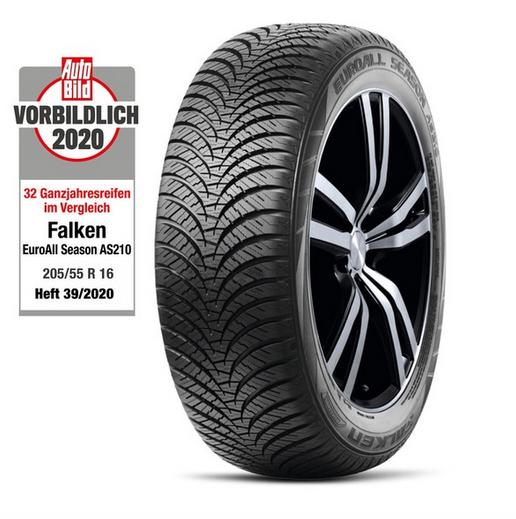 Auto
Bild
VORBILDLICH
2020
32 Ganzjahresreifen
im Vergleich
Falken
EuroAll Season AS210
205/55 R 16
Heft 39/2020
EUROALL SEASON AS210
FALKEN